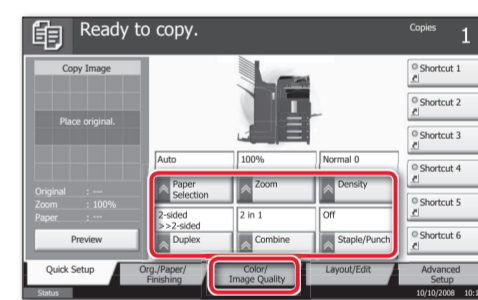 Ready to copy.
Copies
1
Copy Image
Place original.
Original : ---
Zoom : 100%
Paper : ---
Preview
Auto
100%
Normal 0
Paper
Selection
Zoom
Density
2-sided
>>2-sided
2 in 1
Off
Duplex
Combine
Staple/Punch
Shortcut 1
Shortcut 2
Shortcut 3
Shortcut 4
Shortcut 5
Shortcut 6
Quick Setup
Org./Paper/
Finishing
Color/
Image Quality
Layout/Edit
Advanced
Setup
Status
10/10/2008